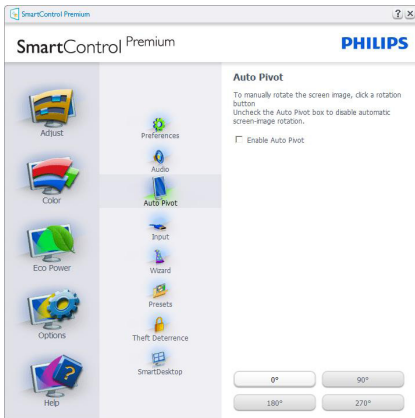 SmartControl Premium
SmartControl Premium
PHILIPS
Adjust
Color
Eco Power
Options
Help
Preferences
Audio
Auto Pivot
Input
Wizard
Presets
Theft Deterrence
SmartDesktop
Auto Pivot
To manually rotate the screen image, click a rotation
button
Uncheck the Auto Pivot box to disable automatic
screen-image rotation.
Enable Auto Pivot
0°
90°
180°
270°